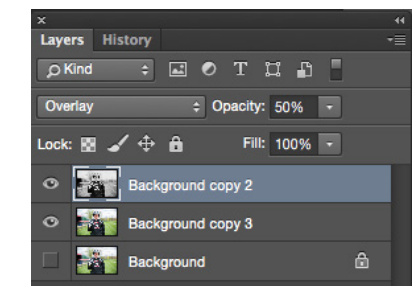 Layers History
Kind T
Overlay Opacity: 50%
Lock: Fill: 100%
Background copy 2
Background copy 3
Background